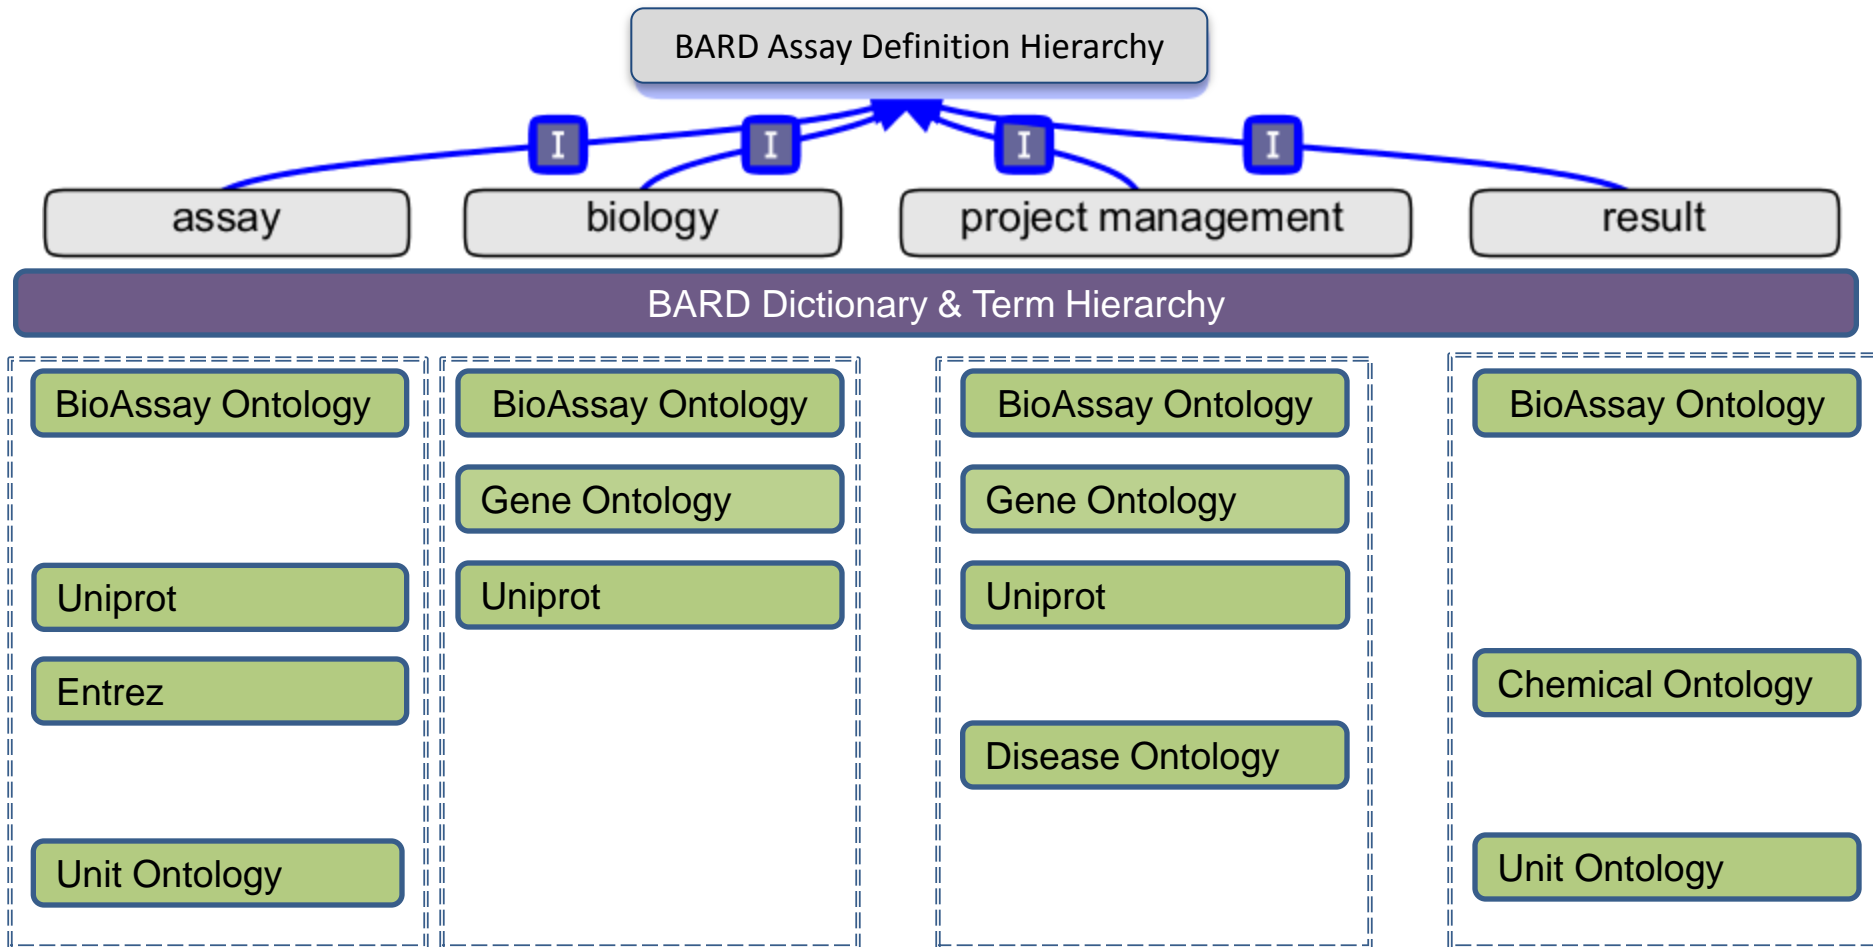 BARD Assay Definition Hierarchy
I I I I
assay biology project management result
BARD Dictionary & Term Hierarchy
BioAssay Ontology
Uniprot
Entrez
Unit Ontology
BioAssay Ontology
Gene Ontology
Uniprot
BioAssay Ontology
Gene Ontology
Uniprot
Disease Ontology
BioAssay Ontology
Chemical Ontology
Unit Ontology